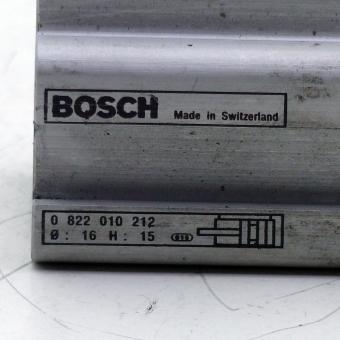 BOSCH Made in Switzerland
0 822 010 212
Ø: 16 H: 15